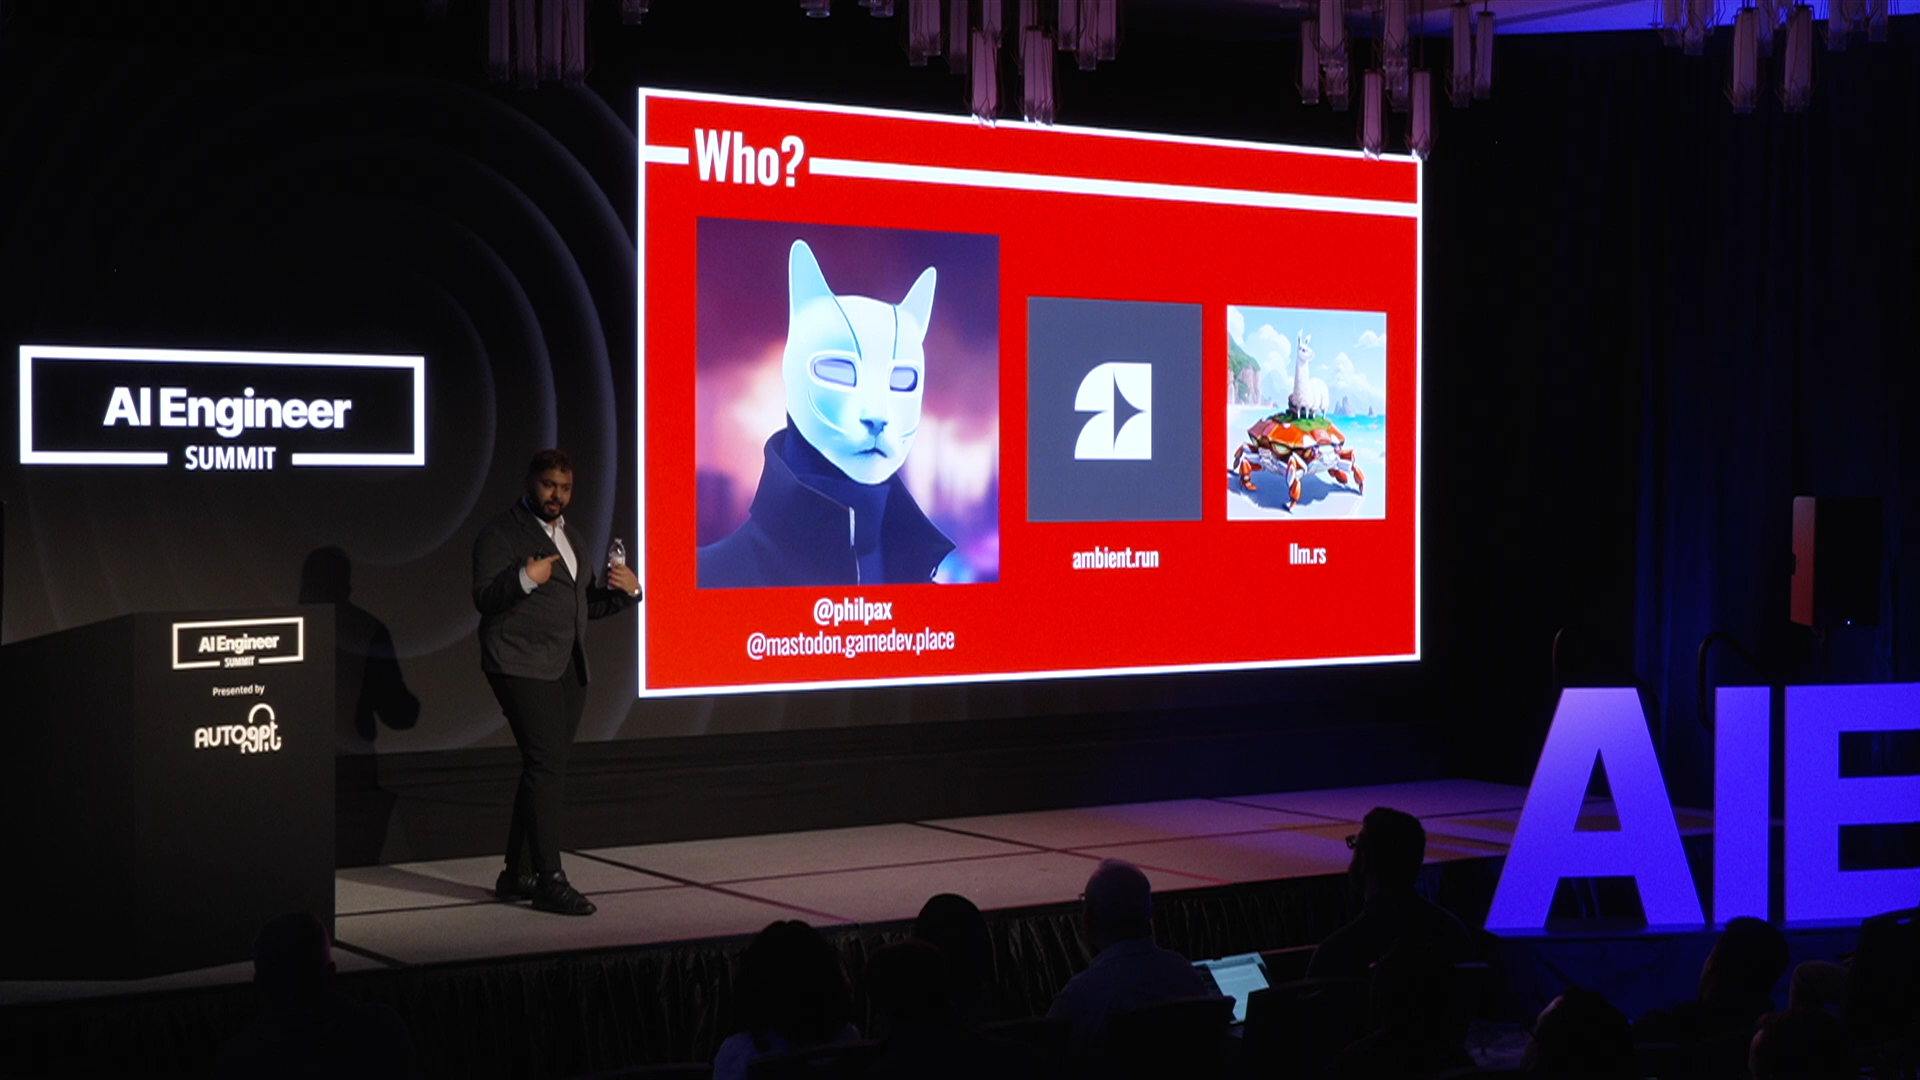 Who?
@philpax
@mastodon.gamedev.place
ambient.run
llm.rs
AI Engineer
SUMMIT
AI Engineer
SUMMIT
Presented by
AUTOgpt
AIE